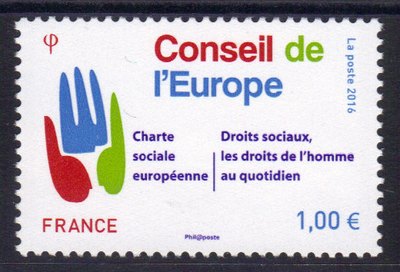 φ
Conseil de
l'Europe
La poste 2016
Charte
sociale
européenne
Droits sociaux,
les droits de l'homme
au quotidien
FRANCE
1,00 €
Phil@poste